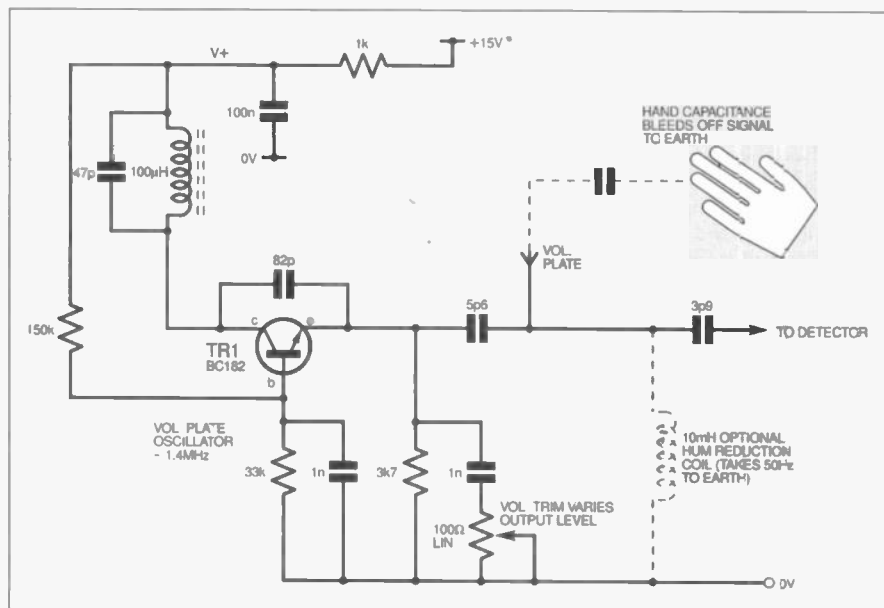 V+
1k
+15V*
100n
0V
HAND CAPACITANCE
BLEEDS OFF SIGNAL
TO EARTH
47p
100µH
VOL.
PLATE
82p
5p6
3p9
TO DETECTOR
150k
c
e
TR1
BC182
b
VOL PLATE
OSCILLATOR
~ 1.4MHz
33k
1n
3k7
1n
10mH OPTIONAL
HUM REDUCTION
COIL (TAKES 50Hz
TO EARTH)
VOL TRIM VARIES
OUTPUT LEVEL
100Ω
LIN
0V